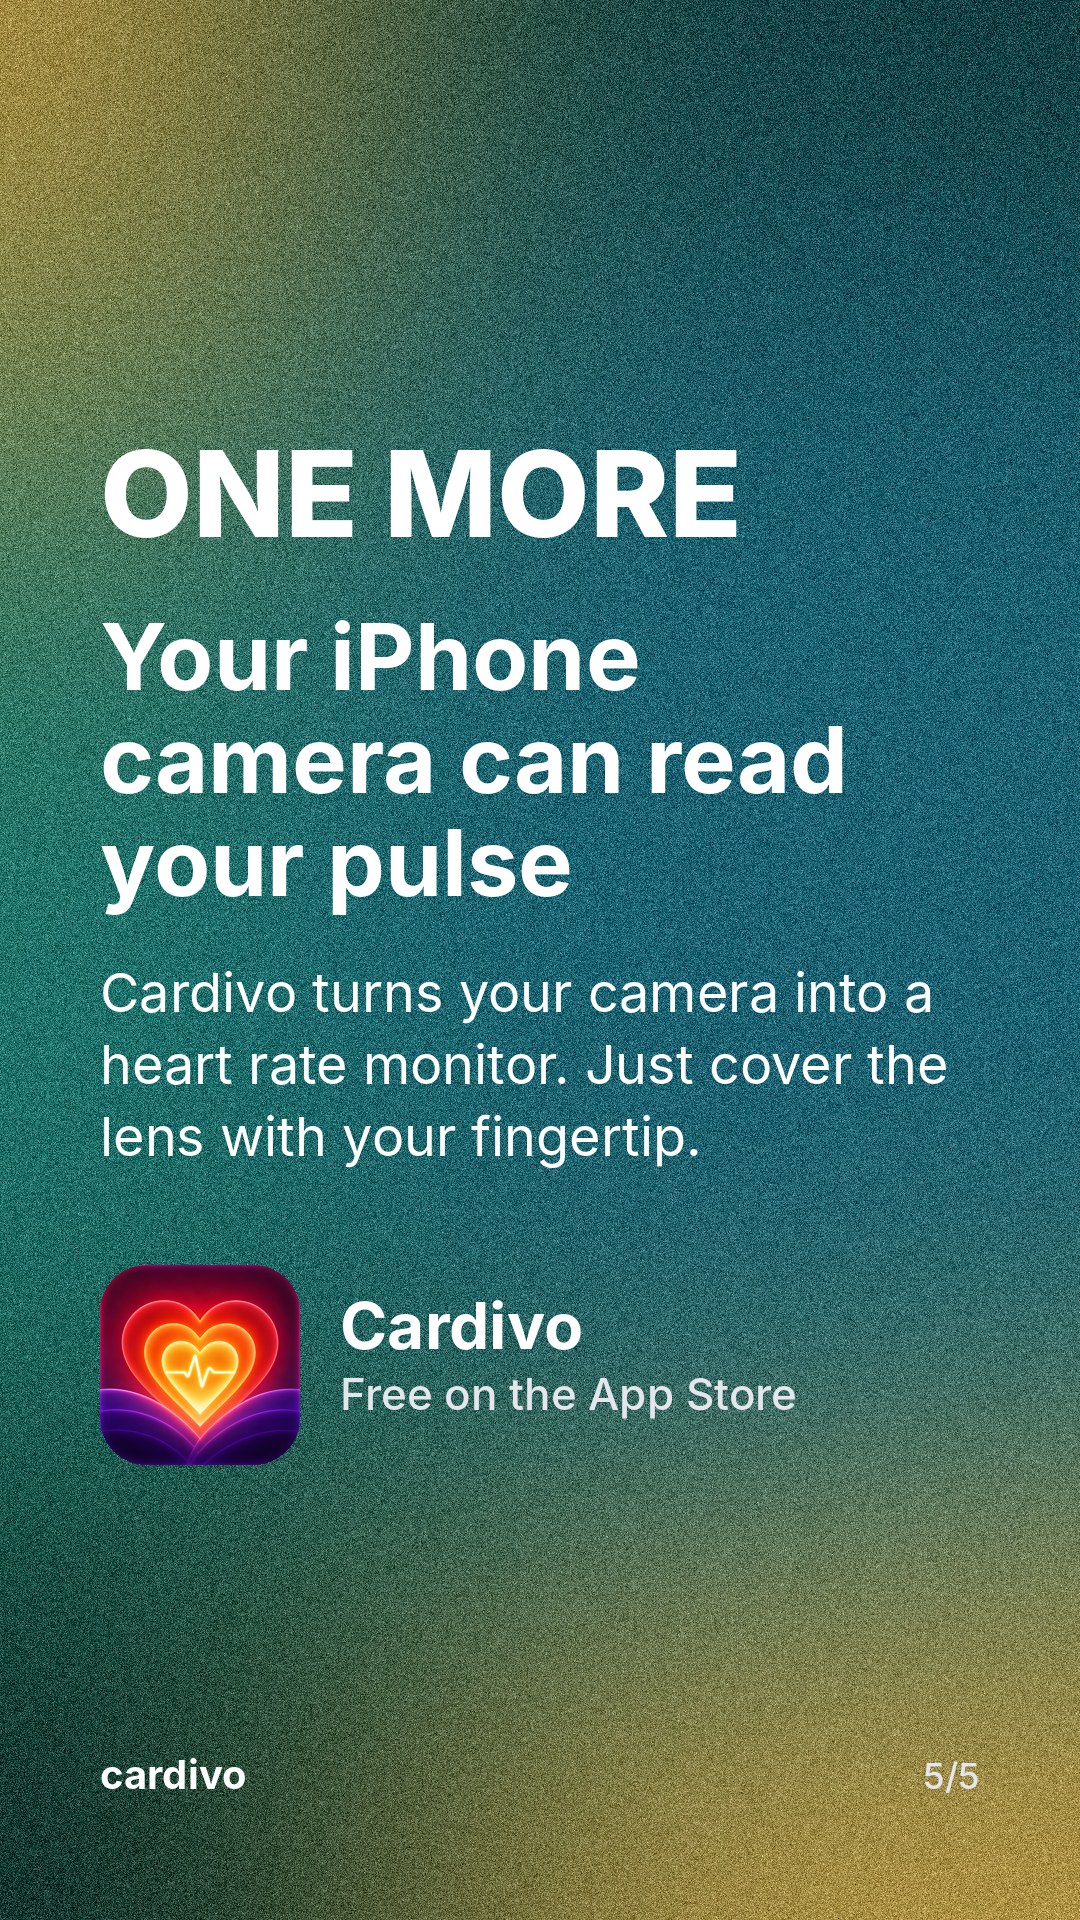 ONE MORE
Your iPhone
camera can read
your pulse
Cardivo turns your camera into a
heart rate monitor. Just cover the
lens with your fingertip.
Cardivo
Free on the App Store
cardivo
5/5